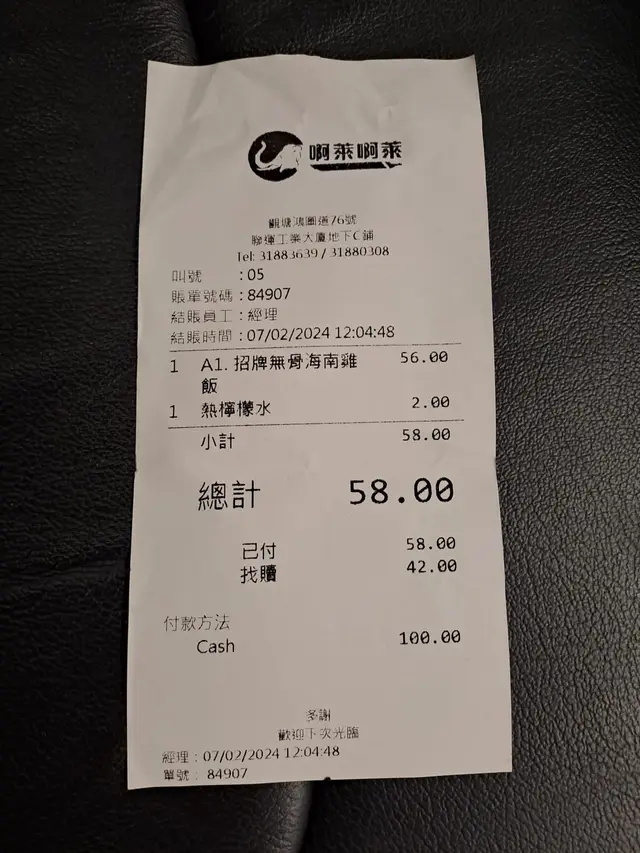 啊萊啊萊
觀塘鴻圖道76號
聯運工業大廈地下C舖
Tel: 31883639 / 31880308
叫號 : 05
賬單號碼 : 84907
結賬員工 : 經理
結賬時間 : 07/02/2024 12:04:48
1 A1. 招牌無骨海南雞 56.00
飯
1 熱檸檬水 2.00
小計 58.00
總計 58.00
已付 58.00
找贖 42.00
付款方法
Cash 100.00
多謝
歡迎下次光臨
經理 : 07/02/2024 12:04:48
單號 : 84907